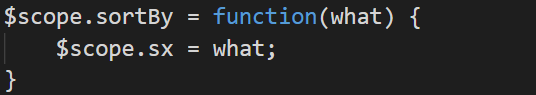 $scope.sortBy = function(what) {
    $scope.sx = what;
}